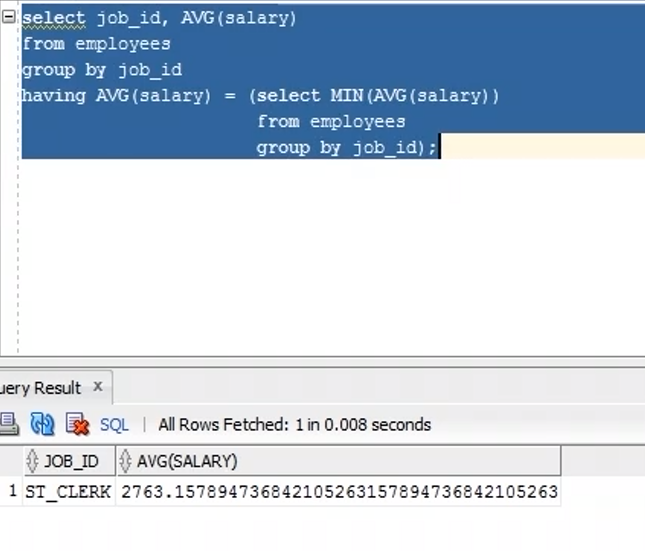 select job_id, AVG(salary)
from employees
group by job_id
having AVG(salary) = (select MIN(AVG(salary))
from employees
group by job_id);
uery Result x
SQL | All Rows Fetched: 1 in 0.008 seconds
JOB_ID AVG(SALARY)
1 ST_CLERK 2763.157894736842105263157894736842105263